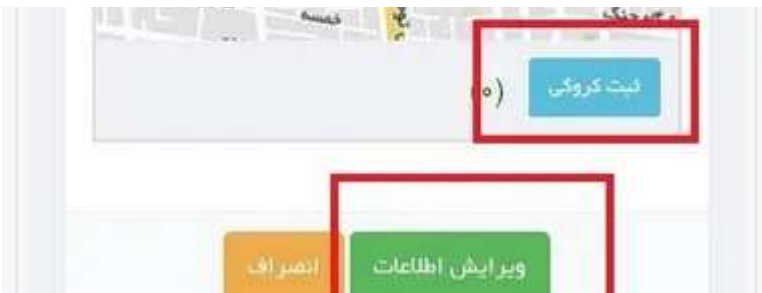 خمسه
ثبت کروکی (۰)
ویرایش اطلاعات انصراف